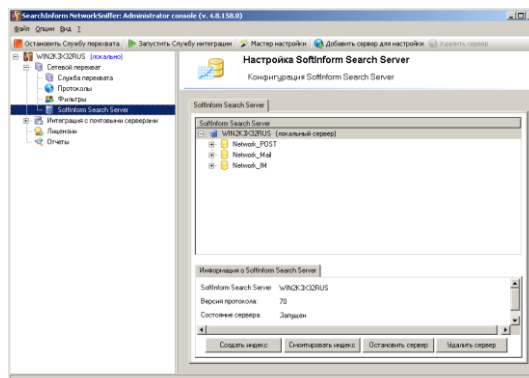 SearchInform NetworkSniffer: Administrator console (v. 4.8.158.0)
Файл Опции Вид ?
Остановить Службу перехвата Запустить Службу интеграции Мастер настройки Добавить сервер для настройки Удалить сервер
WIN2K3X32RUS (локально)
Сетевой перехват
Служба перехвата
Протоколы
Фильтры
SoftInform Search Server
Интеграция с почтовыми серверами
Лицензии
Отчеты
Настройка SoftInform Search Server
Конфигурация SoftInform Search Server
SoftInform Search Server
SoftInform Search Server
WIN2K3X32RUS (локальный сервер)
Network_POST
Network_Mail
Network_IM
Информация о SoftInform Search Server
SoftInform Search Server WIN2K3X32RUS
Версия протокола: 70
Состояние сервера: Запущен
Создать индекс Смонтировать индекс Остановить сервер Удалить сервер